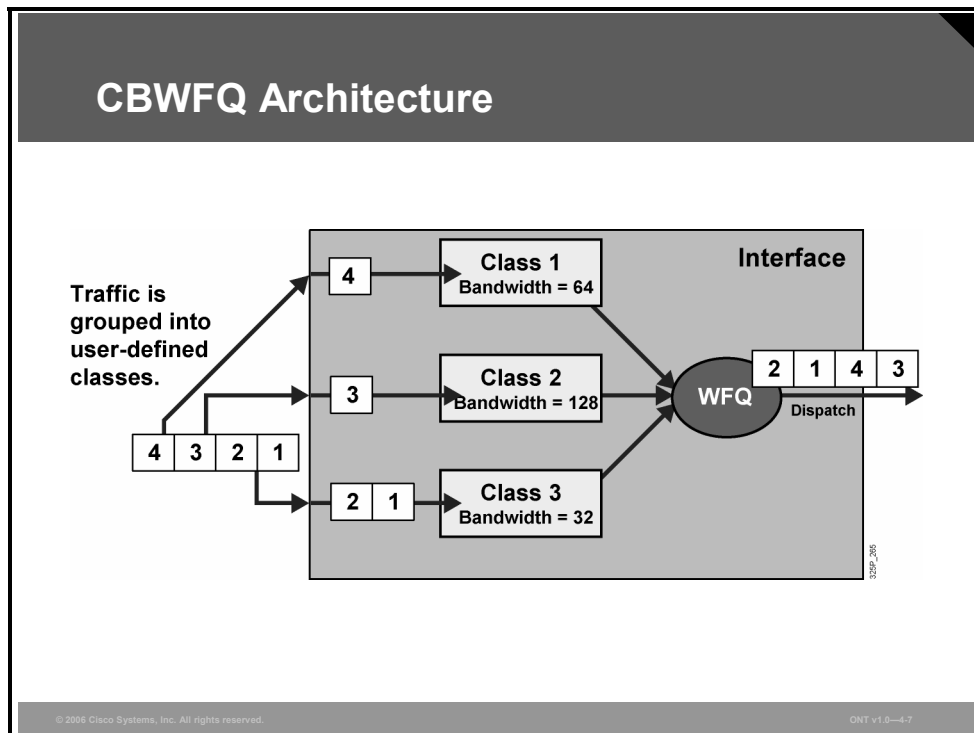 CBWFQ Architecture
Interface
Traffic is
grouped into
user-defined
classes.
4 3 2 1
4
Class 1
Bandwidth = 64
3
Class 2
Bandwidth = 128
2 1
Class 3
Bandwidth = 32
WFQ
2 1 4 3
Dispatch
325P_265
© 2006 Cisco Systems, Inc. All rights reserved.
ONT v1.0—4-7